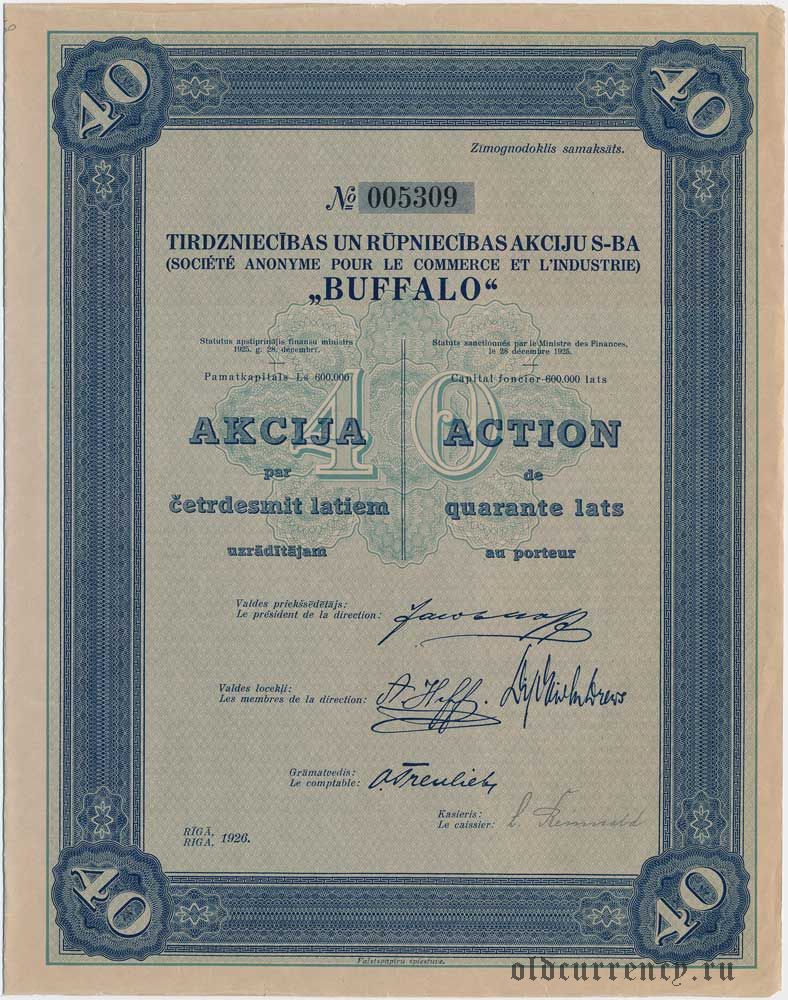 40 40
Zīmognodoklis samaksāts.
№ 005309
TIRDZNIECĪBAS UN RŪPNIECĪBAS AKCIJU S-BA
(SOCIÉTÉ ANONYME POUR LE COMMERCE ET L'INDUSTRIE)
„BUFFALO“
Statutus apstiprinājis finansu ministrs
1925. g. 28. decembrī.
Pamatkapitāls Ls 600.000
Statuts sanctionnés par le Ministre des Finances,
le 28 décembre 1925.
Capital foncier 600.000 lats
40
AKCIJA
par
četrdesmit latiem
uzrādītājam
ACTION
de
quarante lats
au porteur
Valdes priekšsēdētājs:
Le président de la direction:
Valdes locekļi:
Les membres de la direction:
Grāmatvedis:
Le comptable:
Kasieris:
Le caissier:
RĪGĀ,
RIGA, 1926.
40 40
Valstspapīru spiestuve.
oldcurrency.ru